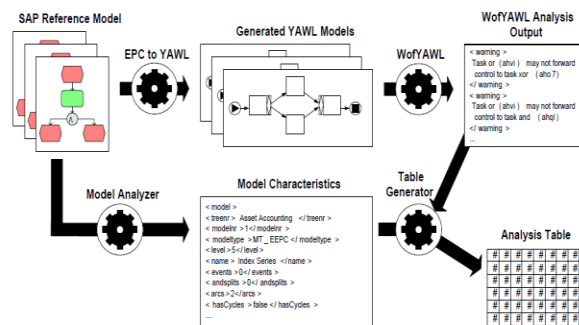 SAP Reference Model
EPC to YAWL
Generated YAWL Models
WofYAWL
WofYAWL Analysis
Output
< warning >
Task or (ahvi) may not forward
control to task xor (aho7)
</ warning >
< warning >
Task or (ahvi) may not forward
control to task and (ahql)
</ warning >
...
Model Analyzer
Model Characteristics
< model >
< treenr > Asset Accounting </ treenr >
< modelnr > 1 </ modelnr >
< modeltype > MT_EEPC </ modeltype >
< level > 5 </ level >
< name > Index Series </ name >
< events > 0 </ events >
< andsplits > 0 </ andsplits >
< arcs > 2 </ arcs >
< hasCycles > false </ hasCycles >
...
Table
Generator
Analysis Table
# # # # # # # #
# # # # # # # #
# # # # # # # #
# # # # # # # #
# # # # # # # #
# # # # # # # #